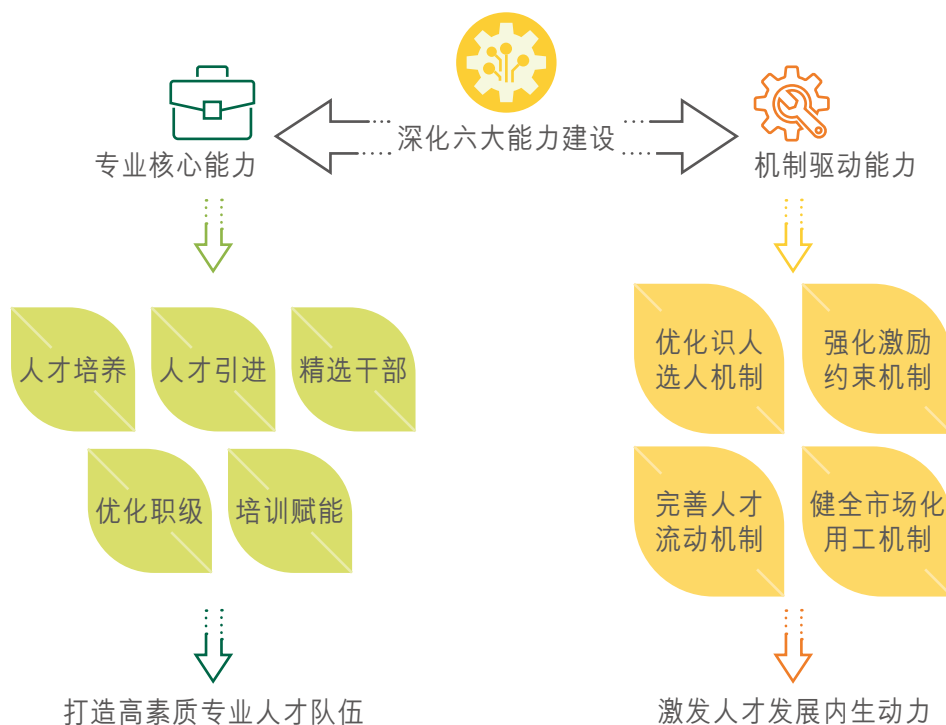 深化六大能力建设
专业核心能力
机制驱动能力
人才培养
人才引进
精选干部
优化职级
培训赋能
优化识人
选人机制
强化激励
约束机制
完善人才
流动机制
健全市场化
用工机制
打造高素质专业人才队伍
激发人才发展内生动力